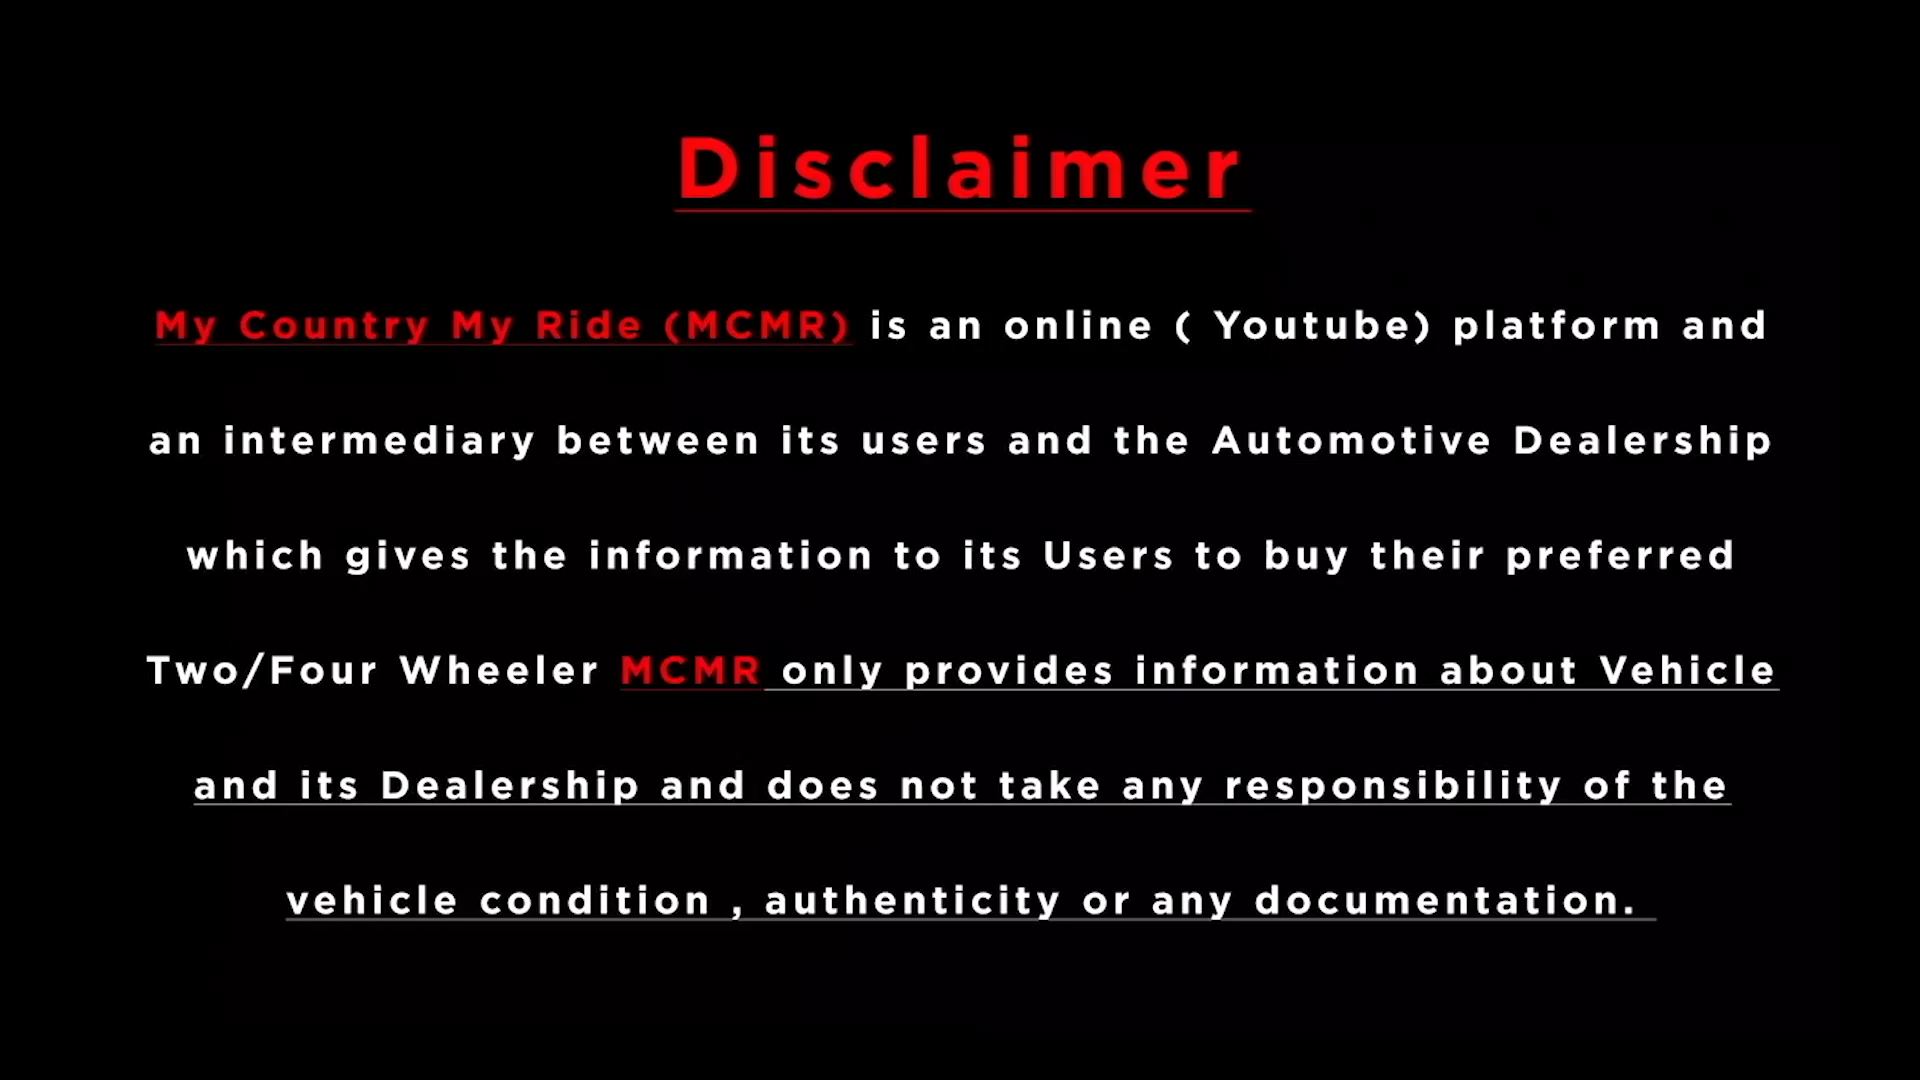 Disclaimer
My Country My Ride (MCMR) is an online ( Youtube) platform and
an intermediary between its users and the Automotive Dealership
which gives the information to its Users to buy their preferred
Two/Four Wheeler MCMR only provides information about Vehicle
and its Dealership and does not take any responsibility of the
vehicle condition , authenticity or any documentation.